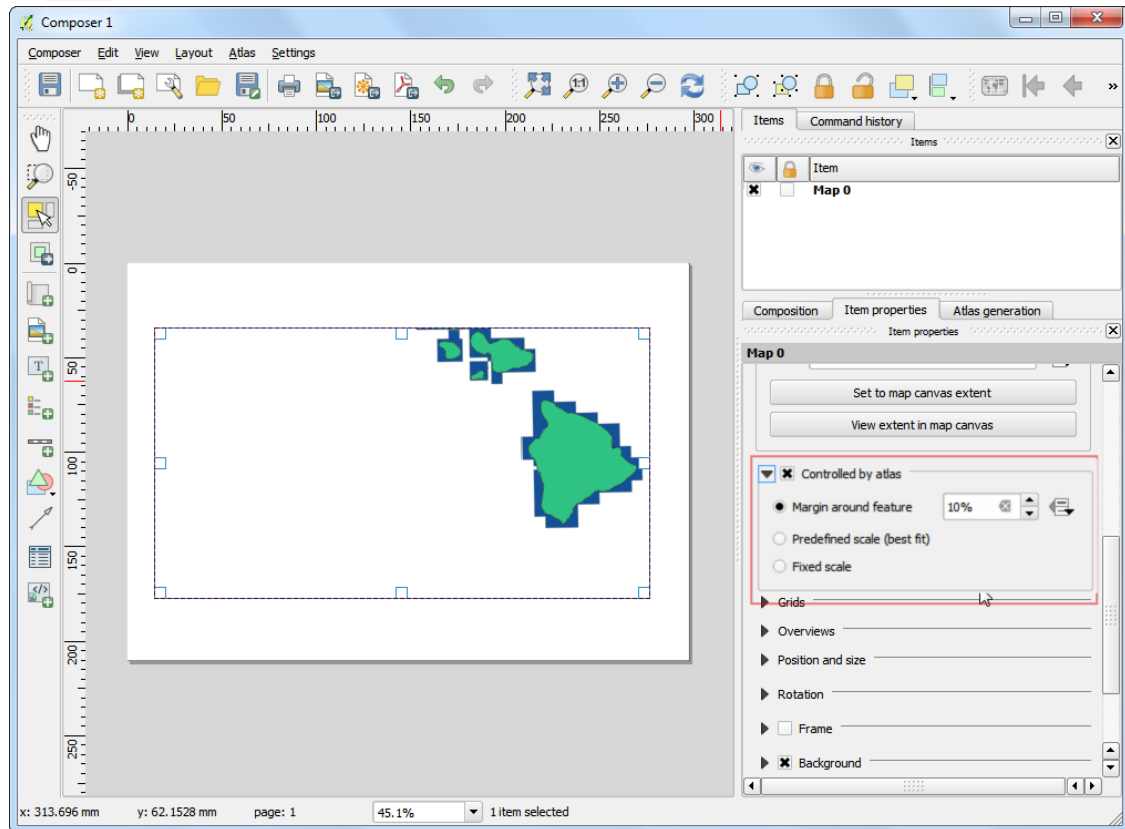 Composer 1
Composer Edit View Layout Atlas Settings
1:1
»
0 50 100 150 200 250 300
-50
0
50
100
150
200
250
T
</>
Items Command history
Items
Item
Map 0
Composition Item properties Atlas generation
Item properties
Map 0
Set to map canvas extent
View extent in map canvas
Controlled by atlas
Margin around feature 10%
Predefined scale (best fit)
Fixed scale
Grids
Overviews
Position and size
Rotation
Frame
Background
x: 313.696 mm y: 62.1528 mm page: 1 45.1% 1 item selected